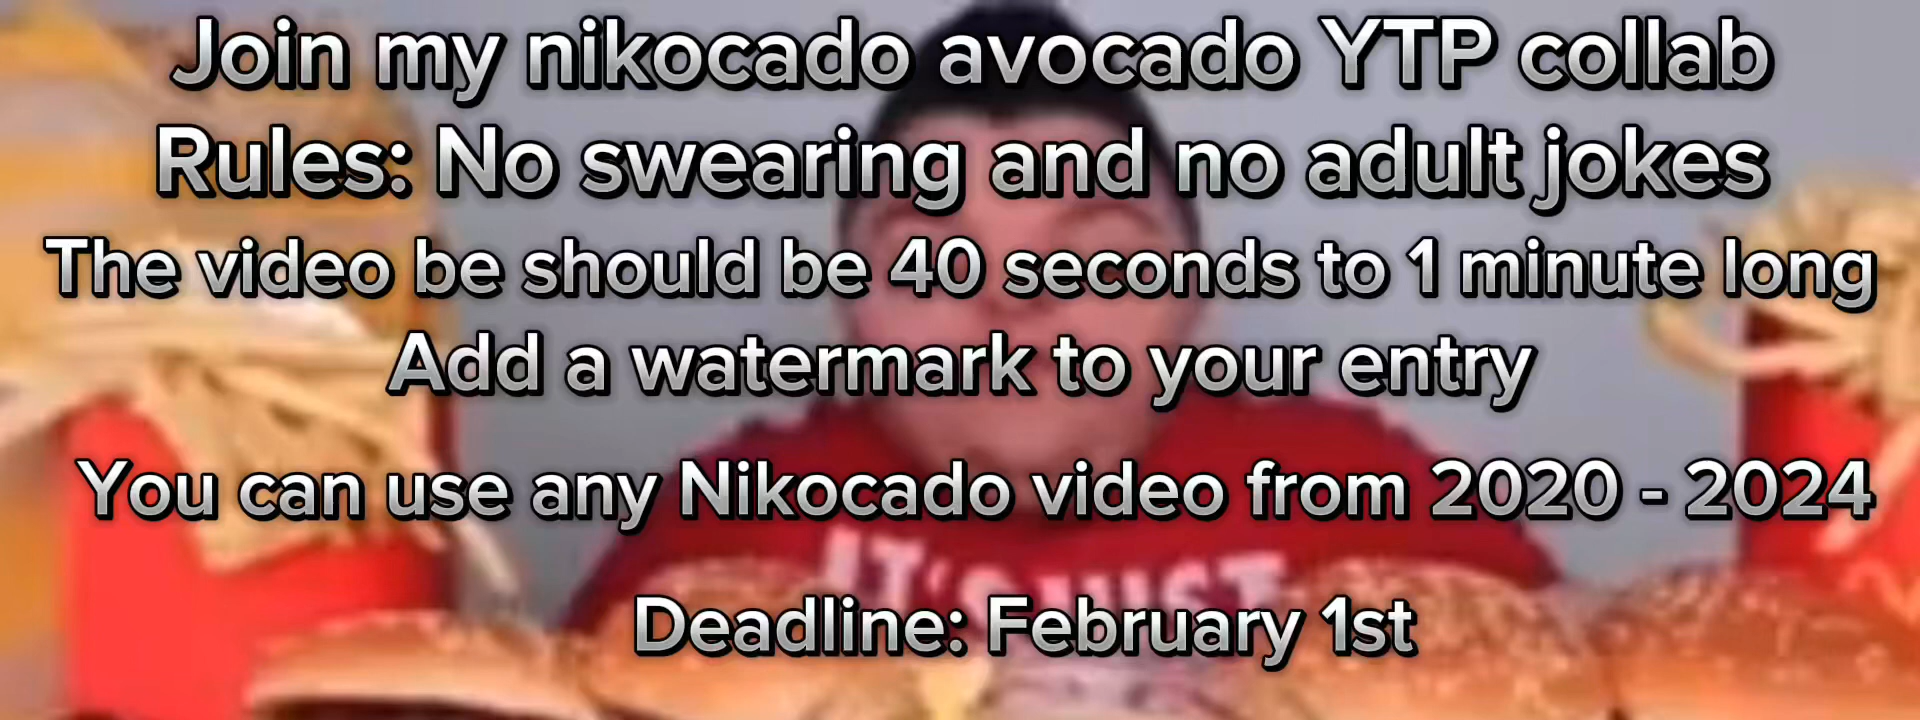 Join my nikocado avocado YTP collab
Rules: No swearing and no adult jokes
The video be should be 40 seconds to 1 minute long
Add a watermark to your entry
You can use any Nikocado video from 2020 - 2024
IT'S JUST
Deadline: February 1st